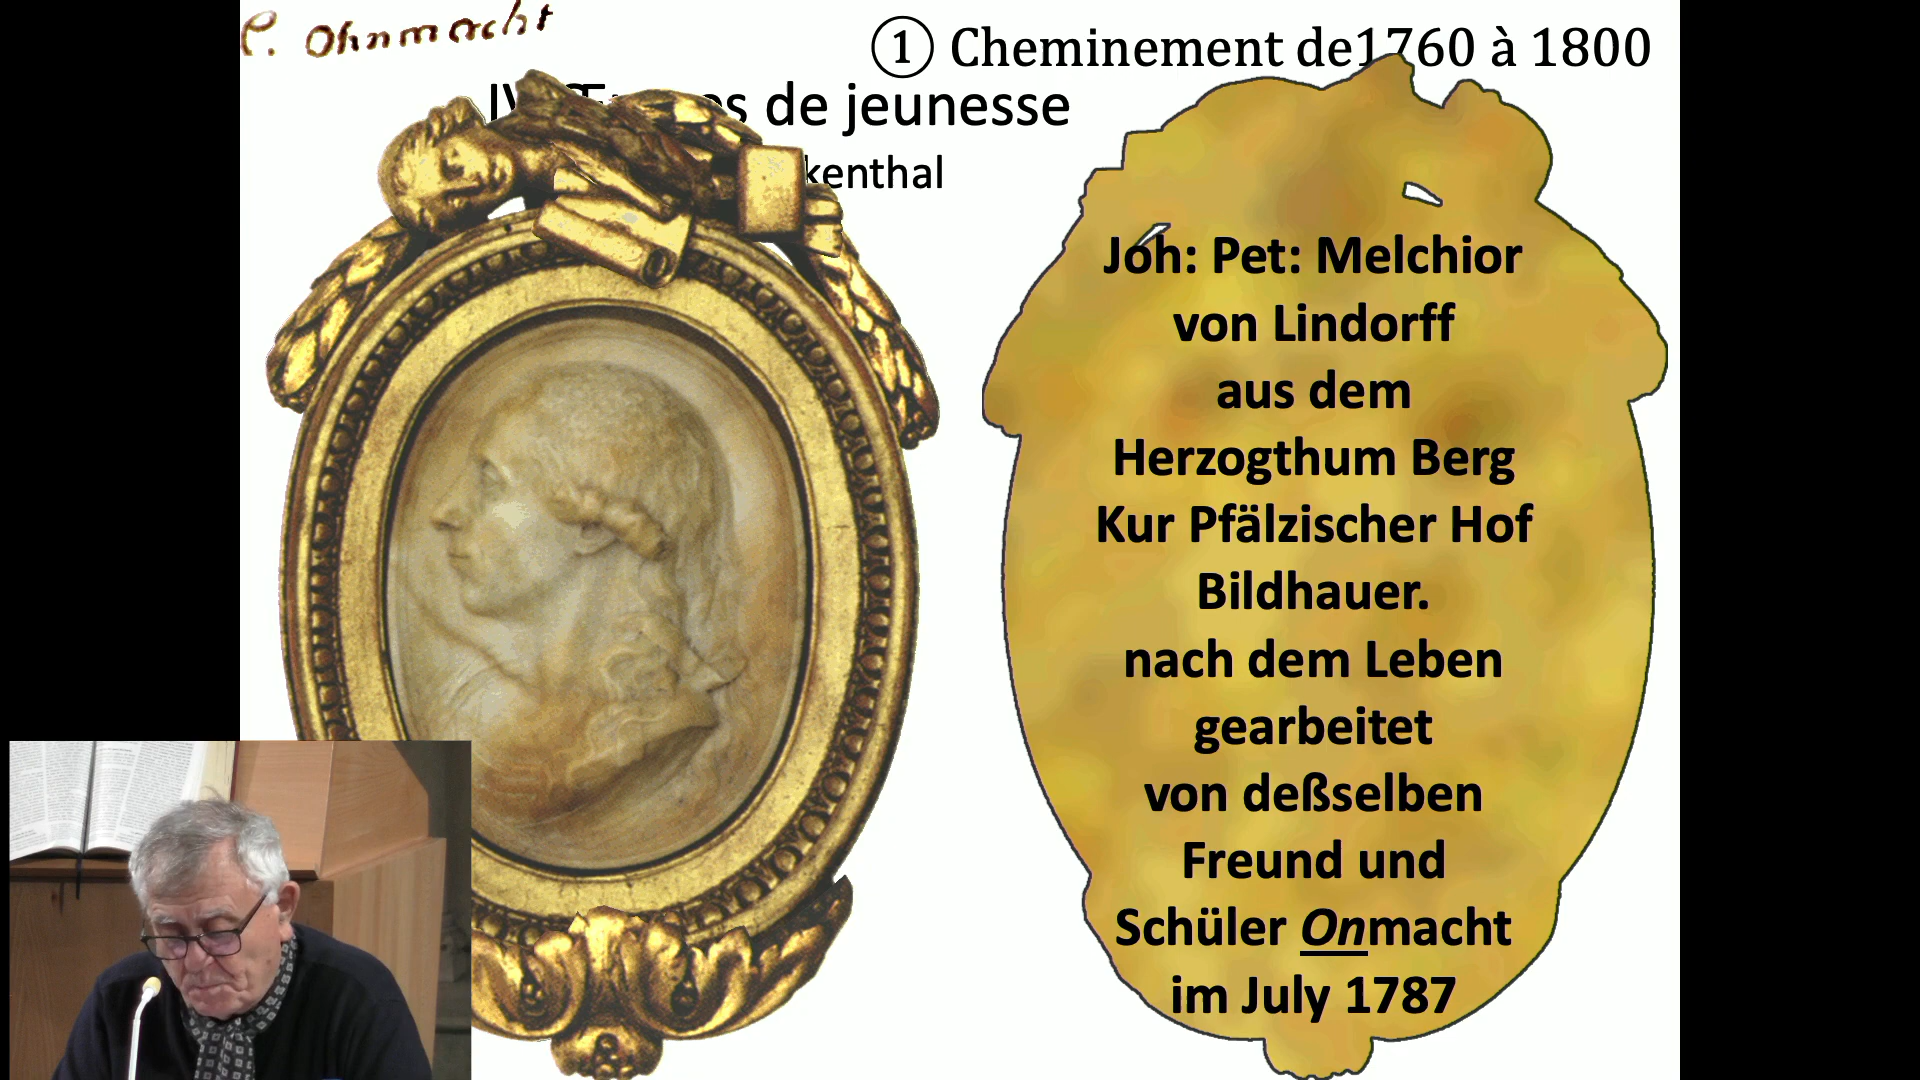 P. Ohnmacht
① Cheminement de1760 à 1800
de jeunesse
kenthal
Joh: Pet: Melchior
von Lindorff
aus dem
Herzogthum Berg
Kur Pfälzischer Hof
Bildhauer.
nach dem Leben
gearbeitet
von deßselben
Freund und
Schüler Onmacht
im July 1787